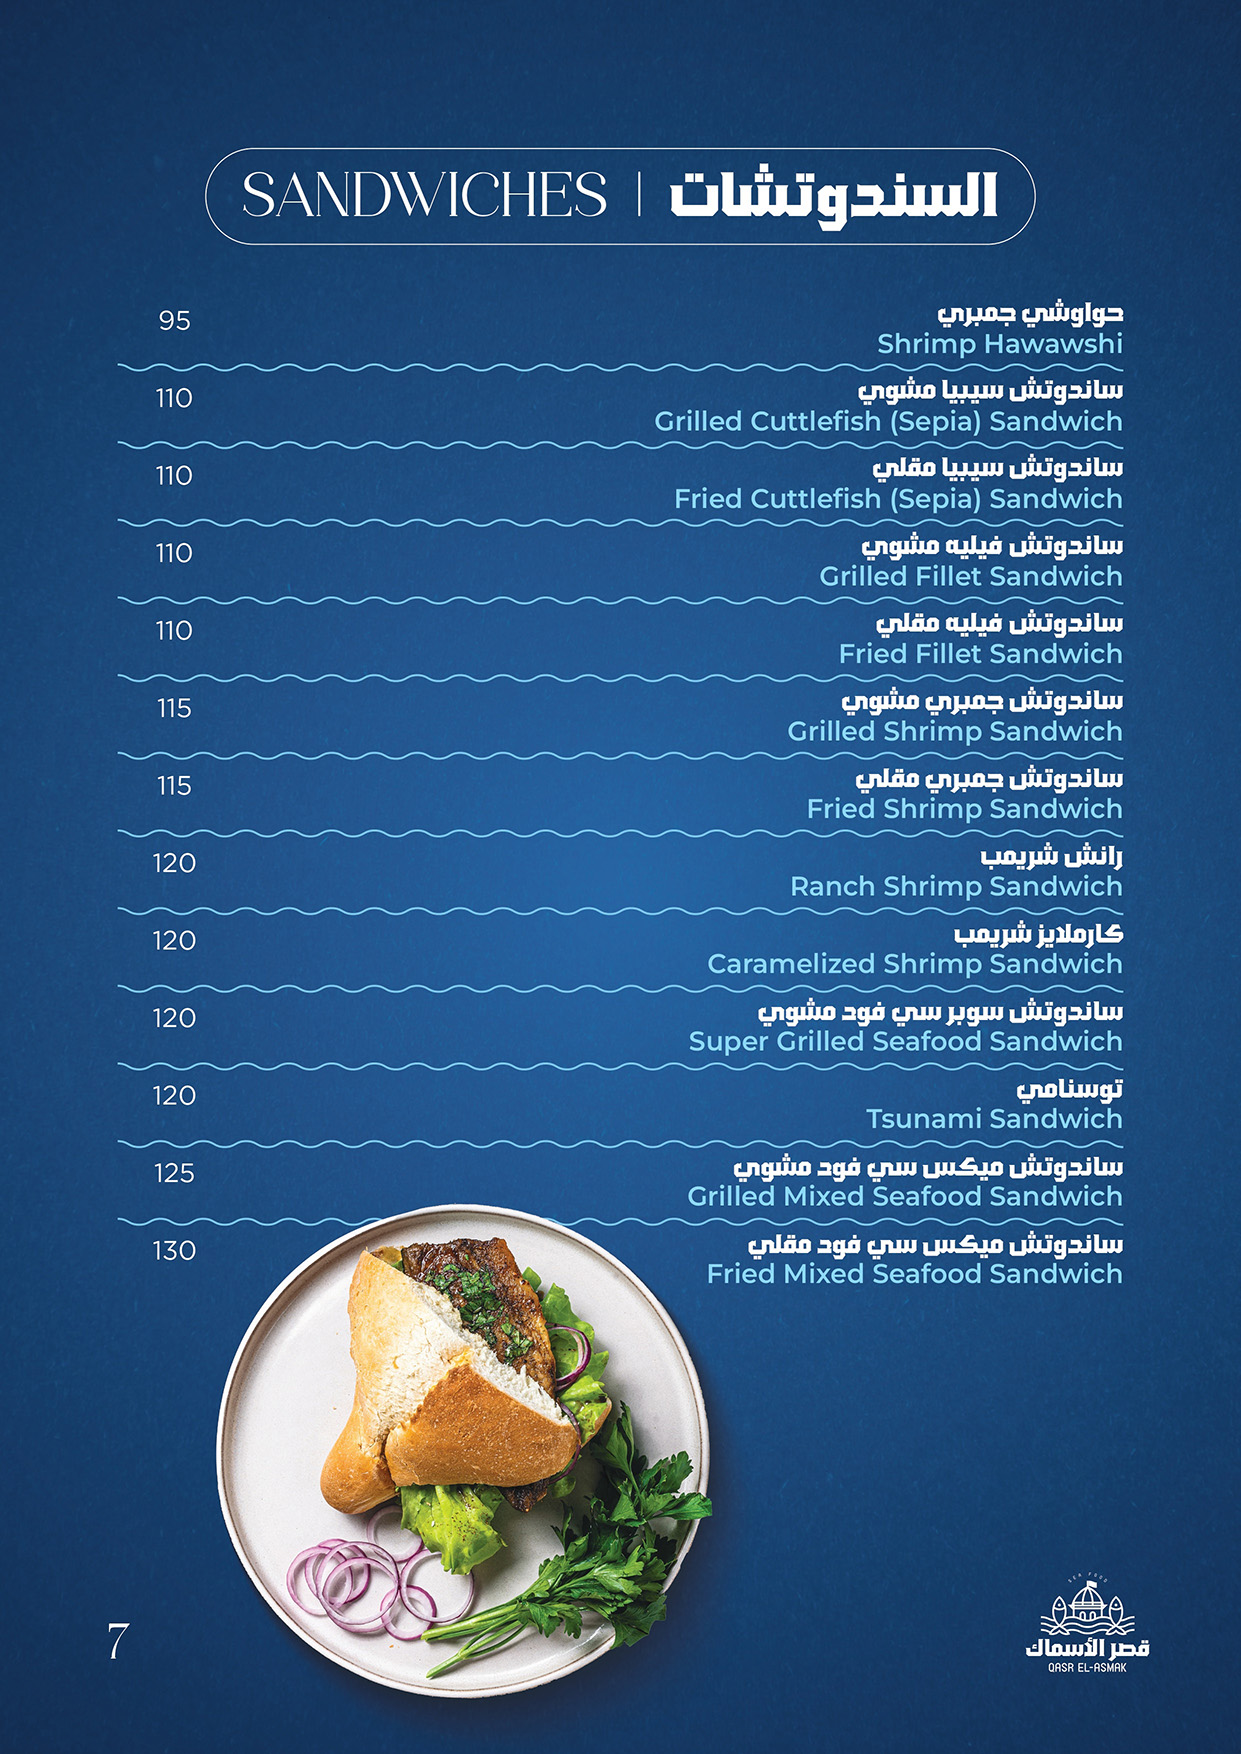 SANDWICHES | السندوتشات
95 حواوشي جمبري
Shrimp Hawawshi
110 ساندوتش سيبيا مشوي
Grilled Cuttlefish (Sepia) Sandwich
110 ساندوتش سيبيا مقلي
Fried Cuttlefish (Sepia) Sandwich
110 ساندوتش فيليه مشوي
Grilled Fillet Sandwich
110 ساندوتش فيليه مقلي
Fried Fillet Sandwich
115 ساندوتش جمبري مشوي
Grilled Shrimp Sandwich
115 ساندوتش جمبري مقلي
Fried Shrimp Sandwich
120 رانش شريمب
Ranch Shrimp Sandwich
120 كارملايز شريمب
Caramelized Shrimp Sandwich
120 ساندوتش سوبر سي فود مشوي
Super Grilled Seafood Sandwich
120 توسنامي
Tsunami Sandwich
125 ساندوتش ميكس سي فود مشوي
Grilled Mixed Seafood Sandwich
130 ساندوتش ميكس سي فود مقلي
Fried Mixed Seafood Sandwich
7
SEA FOOD
قصر الأسماك
QASR EL-ASMAK